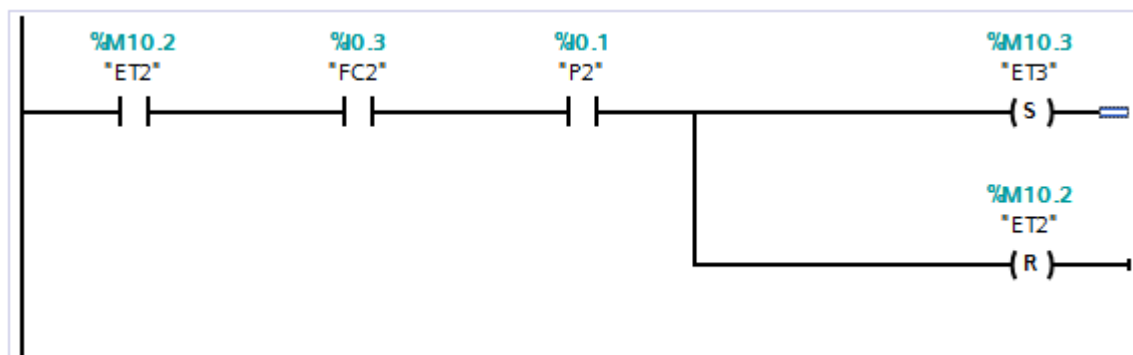 %M10.2 %I0.3 %I0.1 %M10.3
"ET2" "FC2" "P2" "ET3"
S
%M10.2
"ET2"
R